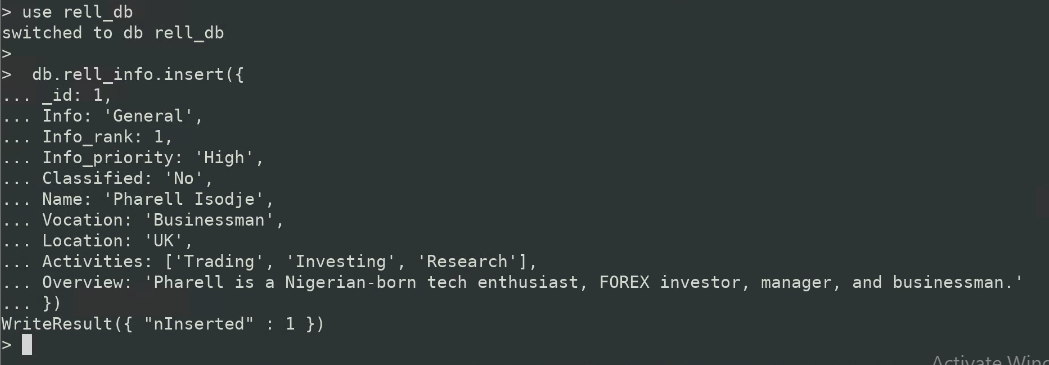 > use rell_db
switched to db rell_db
>
>  db.rell_info.insert({
... _id: 1,
... Info: 'General',
... Info_rank: 1,
... Info_priority: 'High',
... Classified: 'No',
... Name: 'Pharell Isodje',
... Vocation: 'Businessman',
... Location: 'UK',
... Activities: ['Trading', 'Investing', 'Research'],
... Overview: 'Pharell is a Nigerian-born tech enthusiast, FOREX investor, manager, and businessman.'
... })
WriteResult({ "nInserted" : 1 })
>
Activate